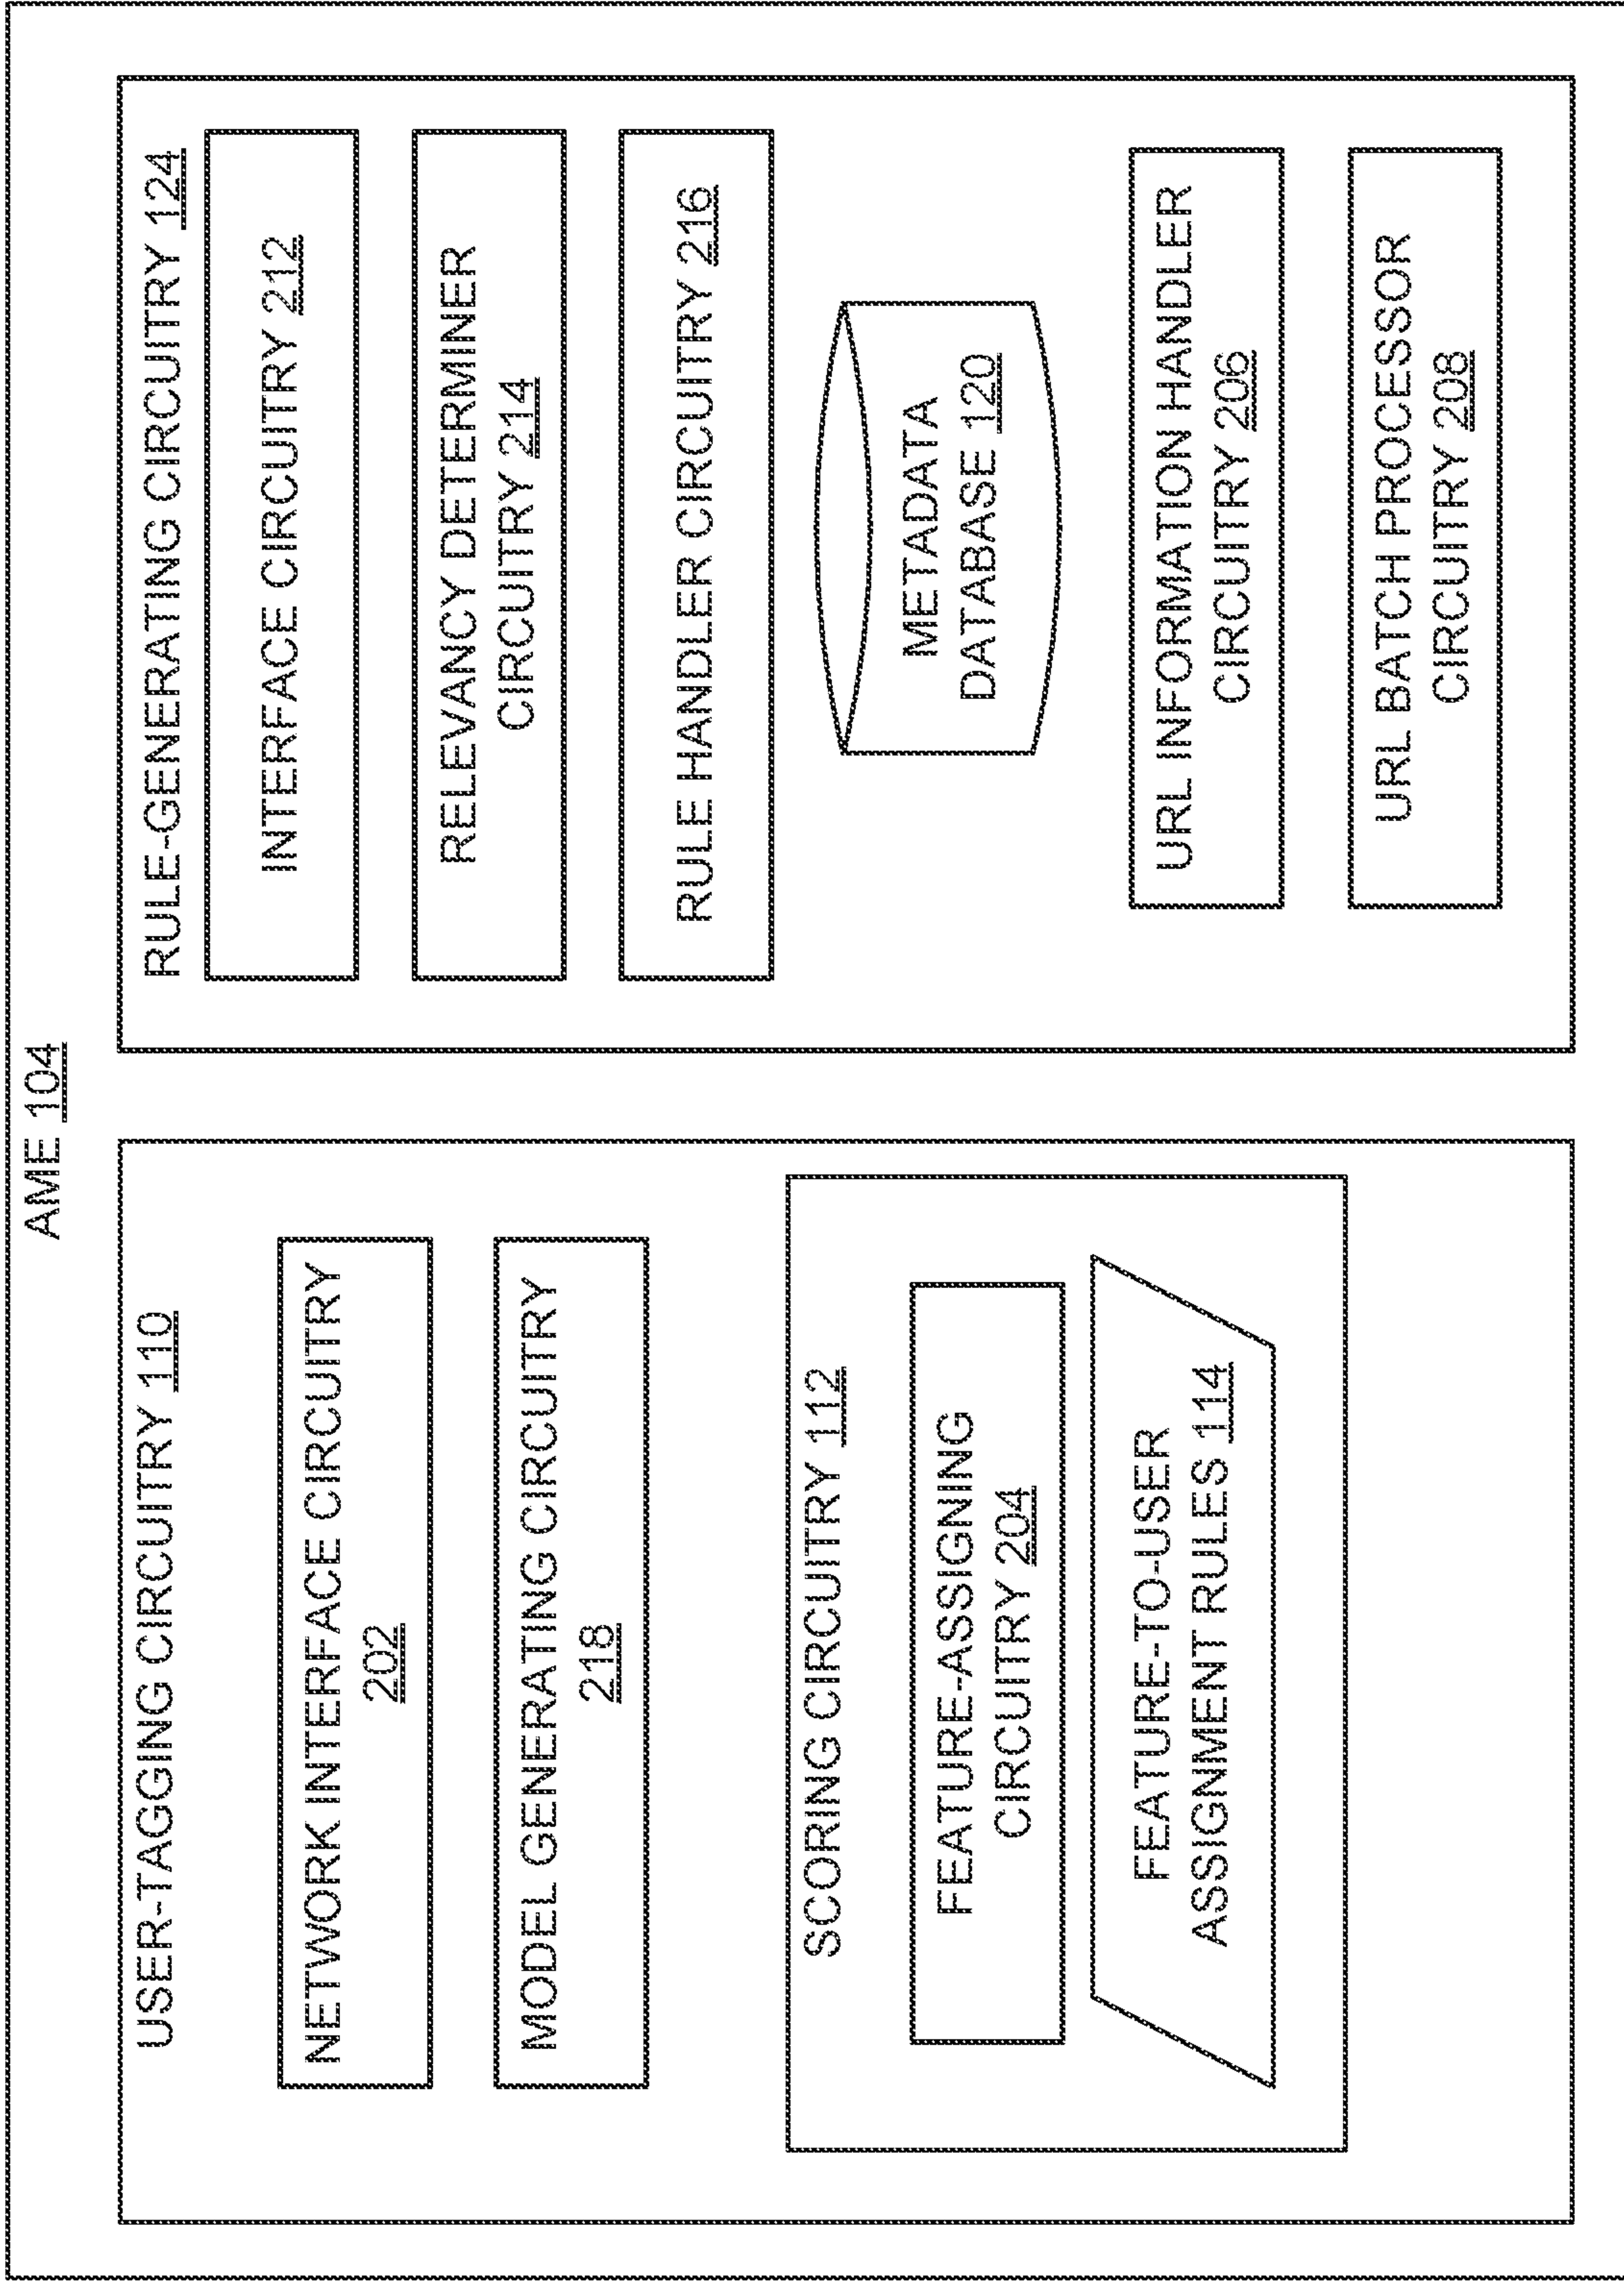 AME 104
USER-TAGGING CIRCUITRY 110
NETWORK INTERFACE CIRCUITRY
202
MODEL GENERATING CIRCUITRY
218
SCORING CIRCUITRY 112
FEATURE-ASSIGNING
CIRCUITRY 204
FEATURE-TO-USER
ASSIGNMENT RULES 114
RULE-GENERATING CIRCUITRY 124
INTERFACE CIRCUITRY 212
RELEVANCY DETERMINER
CIRCUITRY 214
RULE HANDLER CIRCUITRY 216
METADATA
DATABASE 120
URL INFORMATION HANDLER
CIRCUITRY 206
URL BATCH PROCESSOR
CIRCUITRY 208